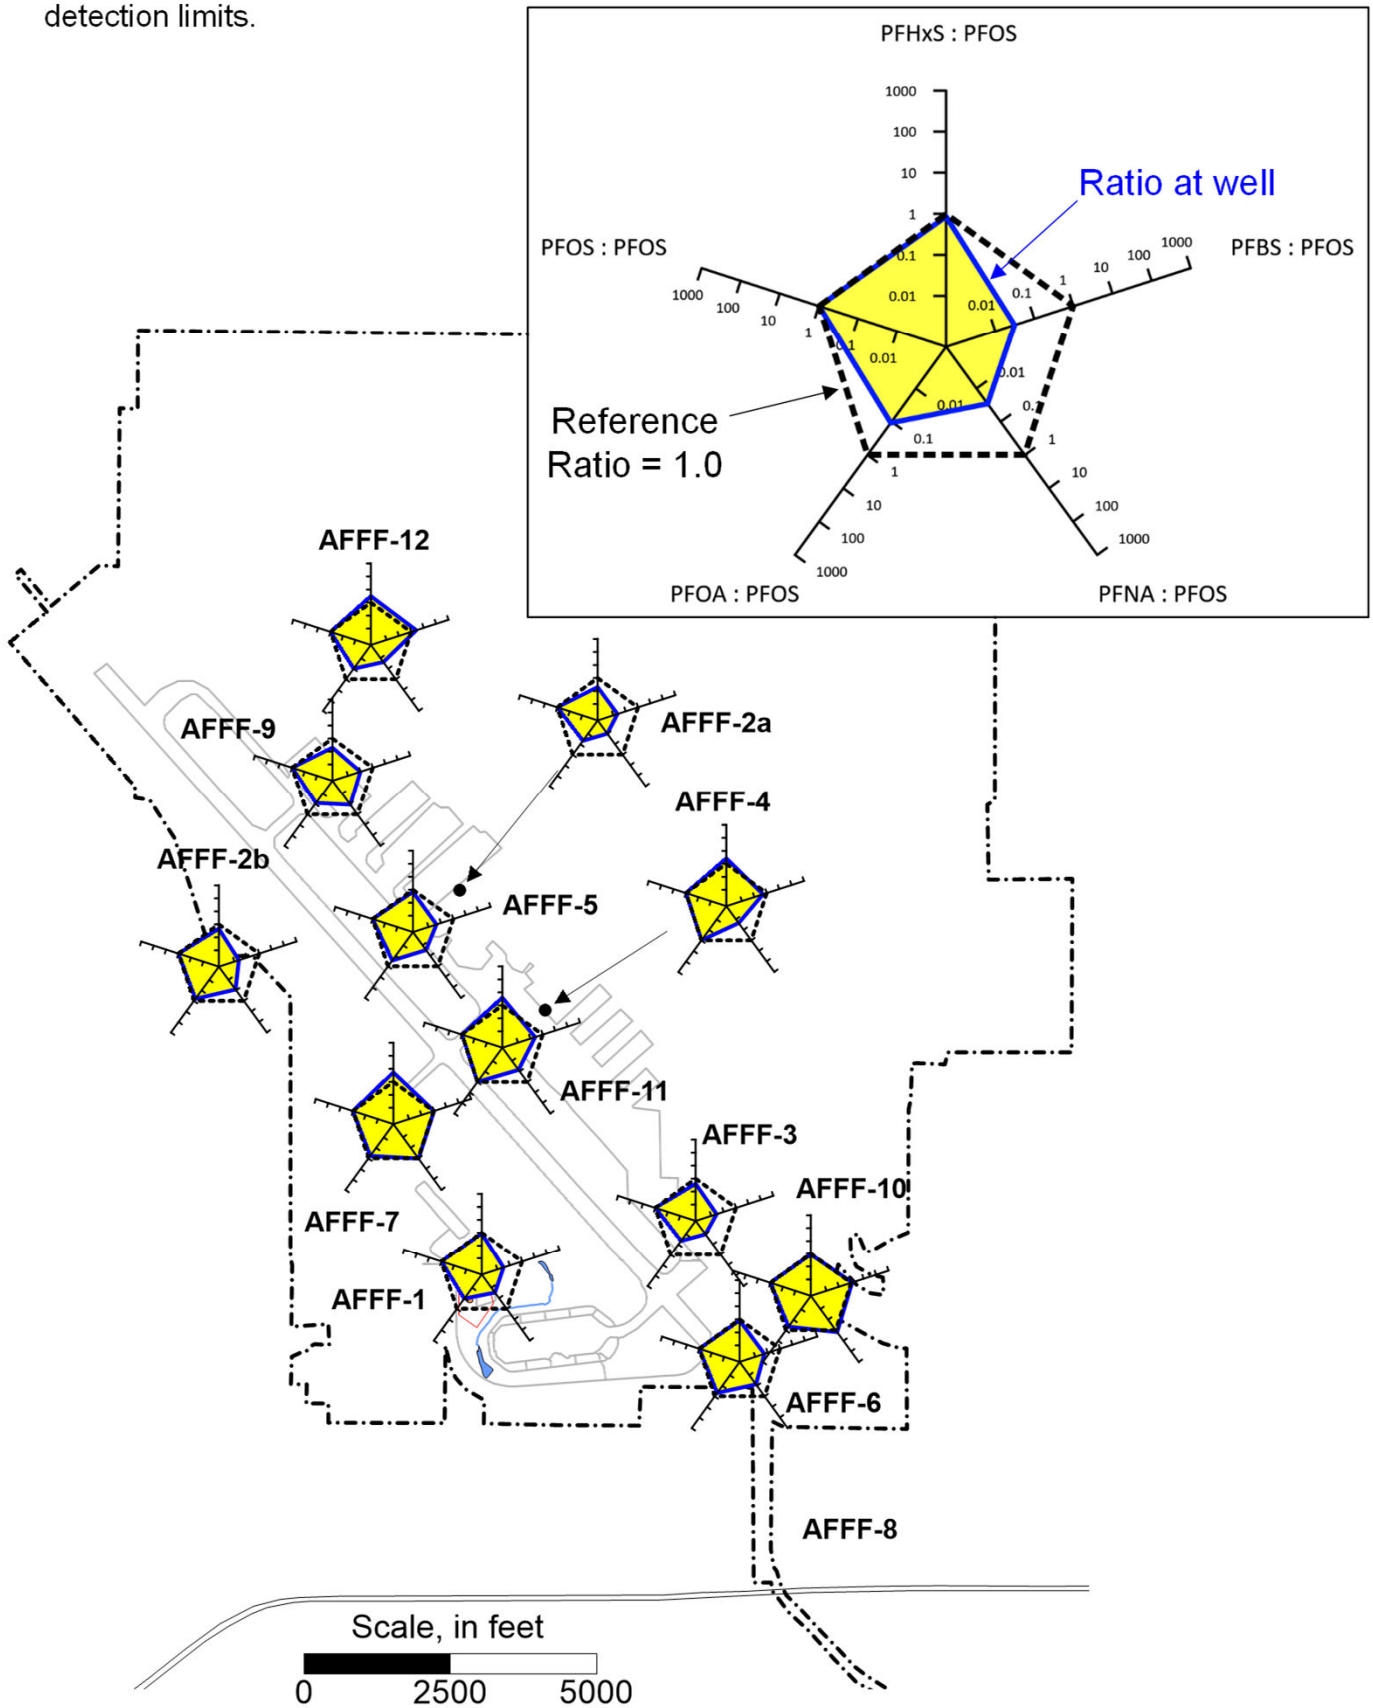 detection limits.
PFHxS : PFOS
1000
100
10
1
0.1
0.01
Ratio at well
PFOS : PFOS
1000
100
10
1
0.1
0.01
PFBS : PFOS
0.01
0.1
1
10
100
1000
Reference
Ratio = 1.0
0.01
0.1
1
10
100
1000
PFOA : PFOS
0.01
0.1
1
10
100
1000
PFNA : PFOS
AFFF-12
AFFF-9
AFFF-2a
AFFF-4
AFFF-2b
AFFF-5
AFFF-11
AFFF-3
AFFF-10
AFFF-7
AFFF-1
AFFF-6
AFFF-8
Scale, in feet
0 2500 5000